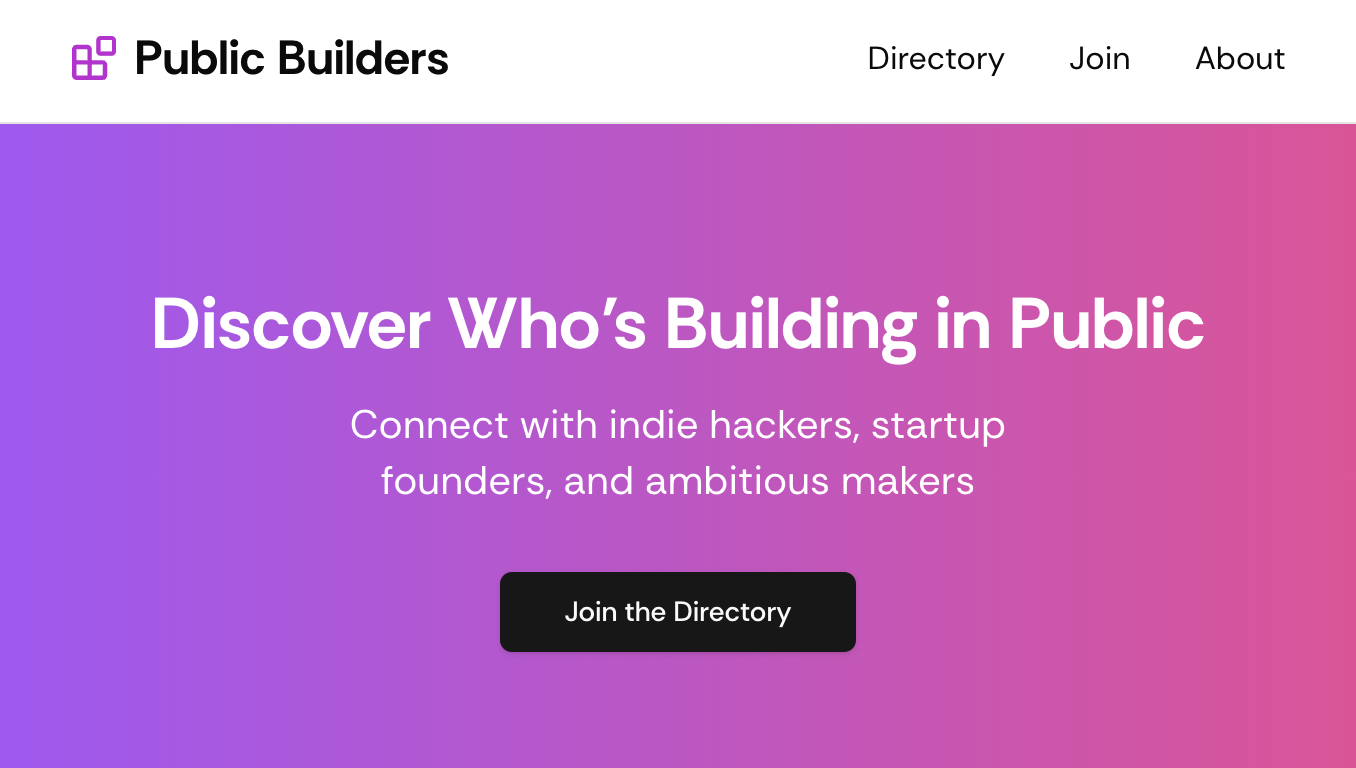 Public Builders
Directory
Join
About
Discover Who’s Building in Public
Connect with indie hackers, startup
founders, and ambitious makers
Join the Directory